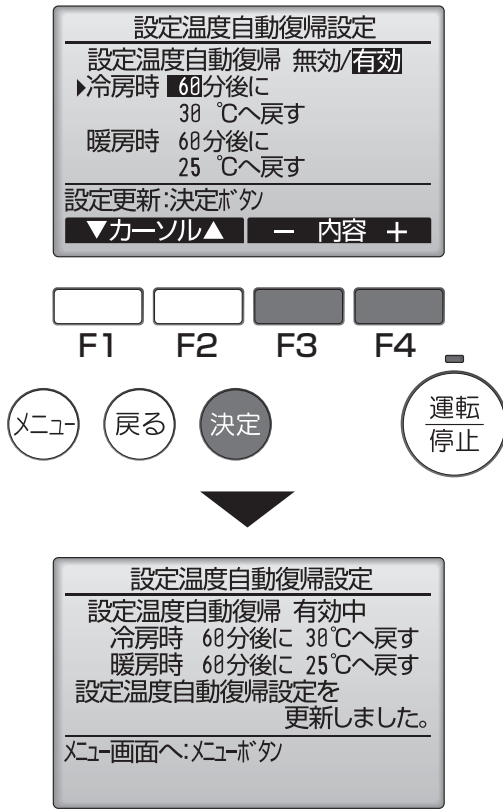 設定温度自動復帰設定
設定温度自動復帰 無効/有効
▶冷房時 60分後に
30 ℃へ戻す
暖房時 60分後に
25 ℃へ戻す
設定更新:決定ボタン
▼カーソル▲ － 内容 ＋
F1 F2 F3 F4
メニュー 戻る 決定 運転
停止
設定温度自動復帰設定
設定温度自動復帰 有効中
冷房時 60分後に 30℃へ戻す
暖房時 60分後に 25℃へ戻す
設定温度自動復帰設定を
更新しました。
メニュー画面へ:メニューボタン